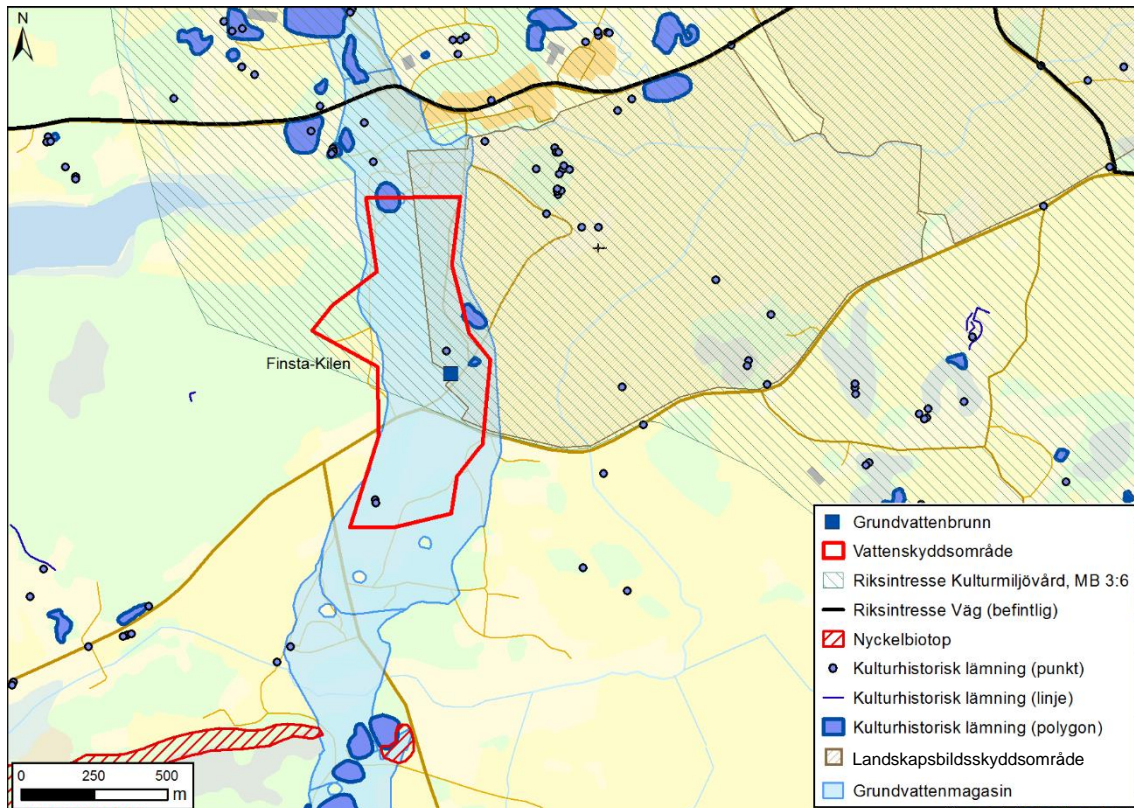 N
Finsta-Kilen
Grundvattenbrunn
Vattenskyddsområde
Riksintresse Kulturmiljövård, MB 3:6
Riksintresse Väg (befintlig)
Nyckelbiotop
Kulturhistorisk lämning (punkt)
Kulturhistorisk lämning (linje)
Kulturhistorisk lämning (polygon)
Landskapsbildsskyddsområde
Grundvattenmagasin
0 250 500
m